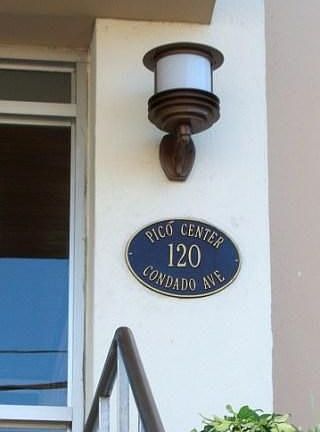 PICÓ CENTER
120
CONDADO AVE